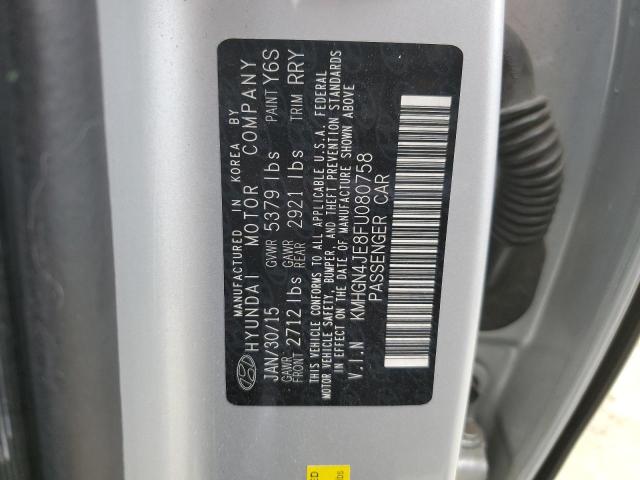 MANUFACTURED IN KOREA BY
HYUNDAI MOTOR COMPANY
JAN/30/15 GVWR 5379 lbs PAINT Y6S
GAWR FRONT 2712 lbs GAWR REAR 2921 lbs TRIM RRY
THIS VEHICLE CONFORMS TO ALL APPLICABLE U.S.A. FEDERAL
MOTOR VEHICLE SAFETY, BUMPER, AND THEFT PREVENTION STANDARDS
IN EFFECT ON THE DATE OF MANUFACTURE SHOWN ABOVE
V.I.N KMHGN4JE8FU080758
PASSENGER CAR